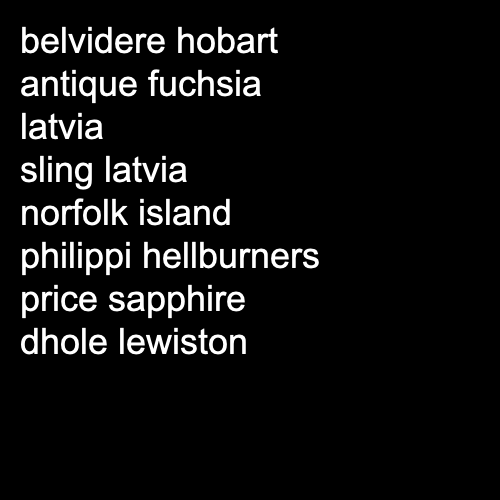 belvidere hobart
antique fuchsia
latvia
sling latvia
norfolk island
philippi hellburners
price sapphire
dhole lewiston